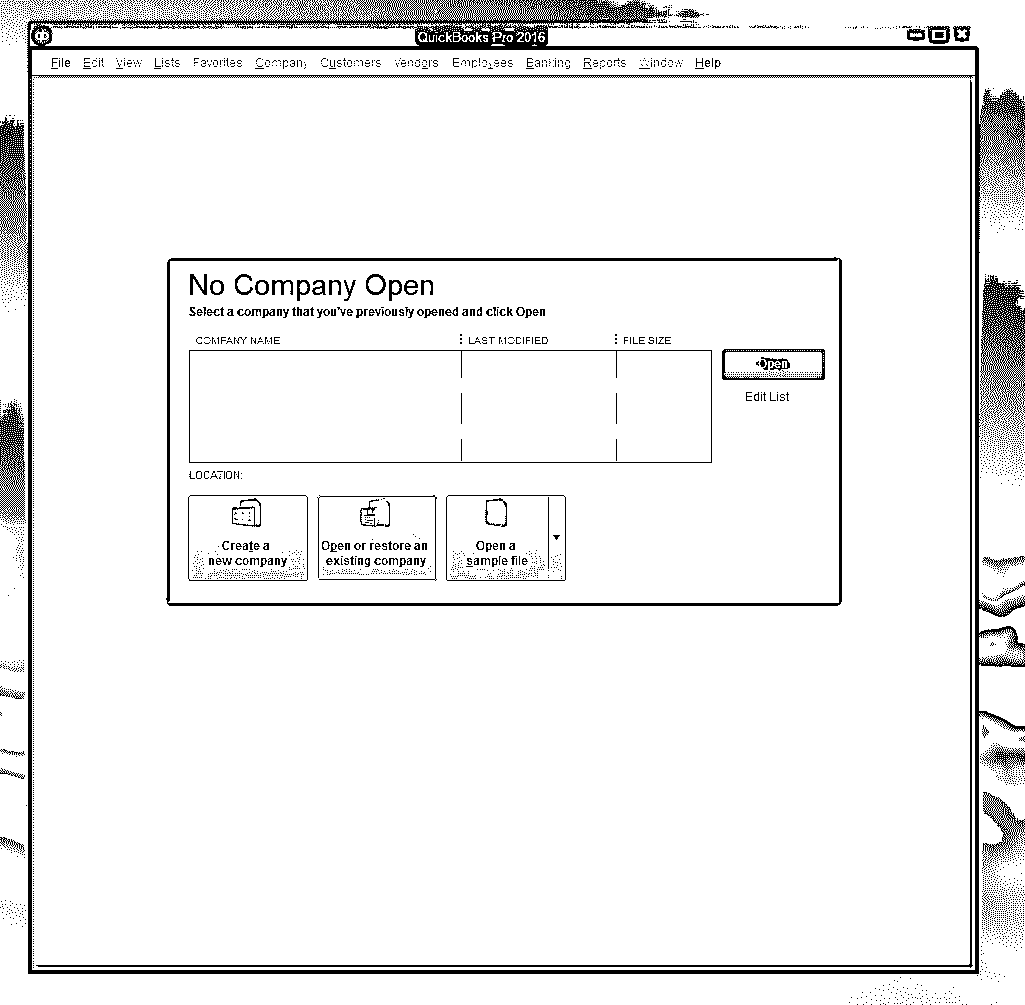 QuickBooks Pro 2016
File Edit View Lists Favorites Company Customers Vendors Employees Banking Reports Window Help
No Company Open
Select a company that you've previously opened and click Open
COMPANY NAME LAST MODIFIED FILE SIZE
Open
Edit List
LOCATION:
Create a
new company
Open or restore an
existing company
Open a
sample file